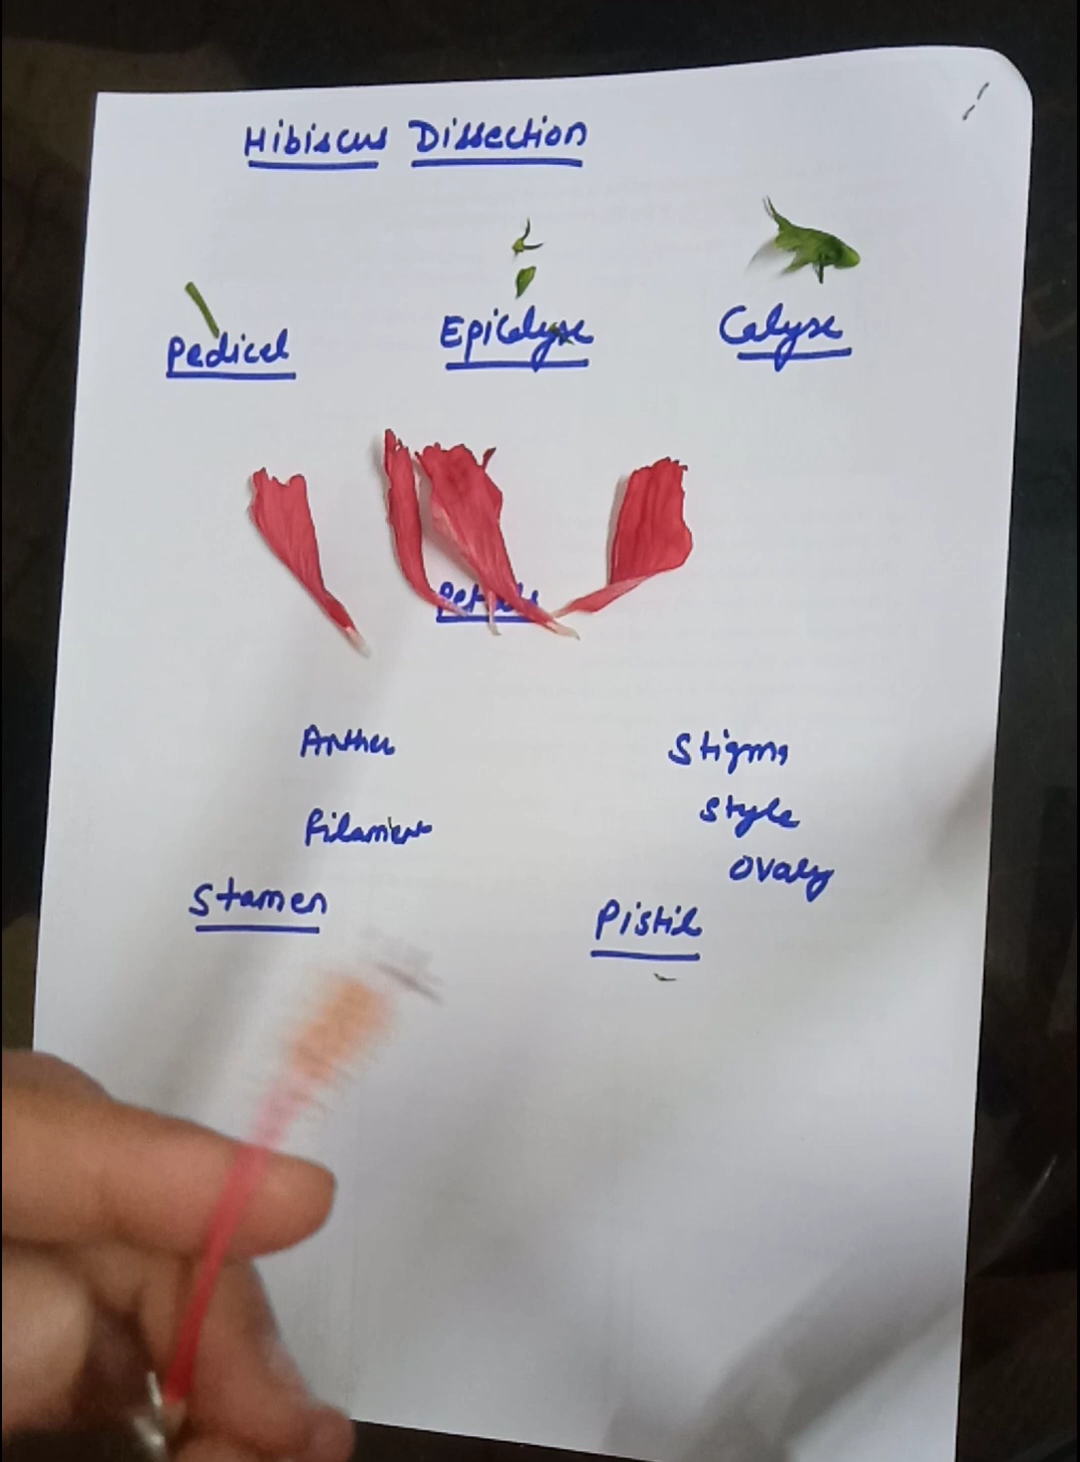 Hibiscus Dissection
Pedicel
Epicalyx
Calyx
Petals
Anther
Filament
Stamen
Stigma
Style
Ovary
Pistil